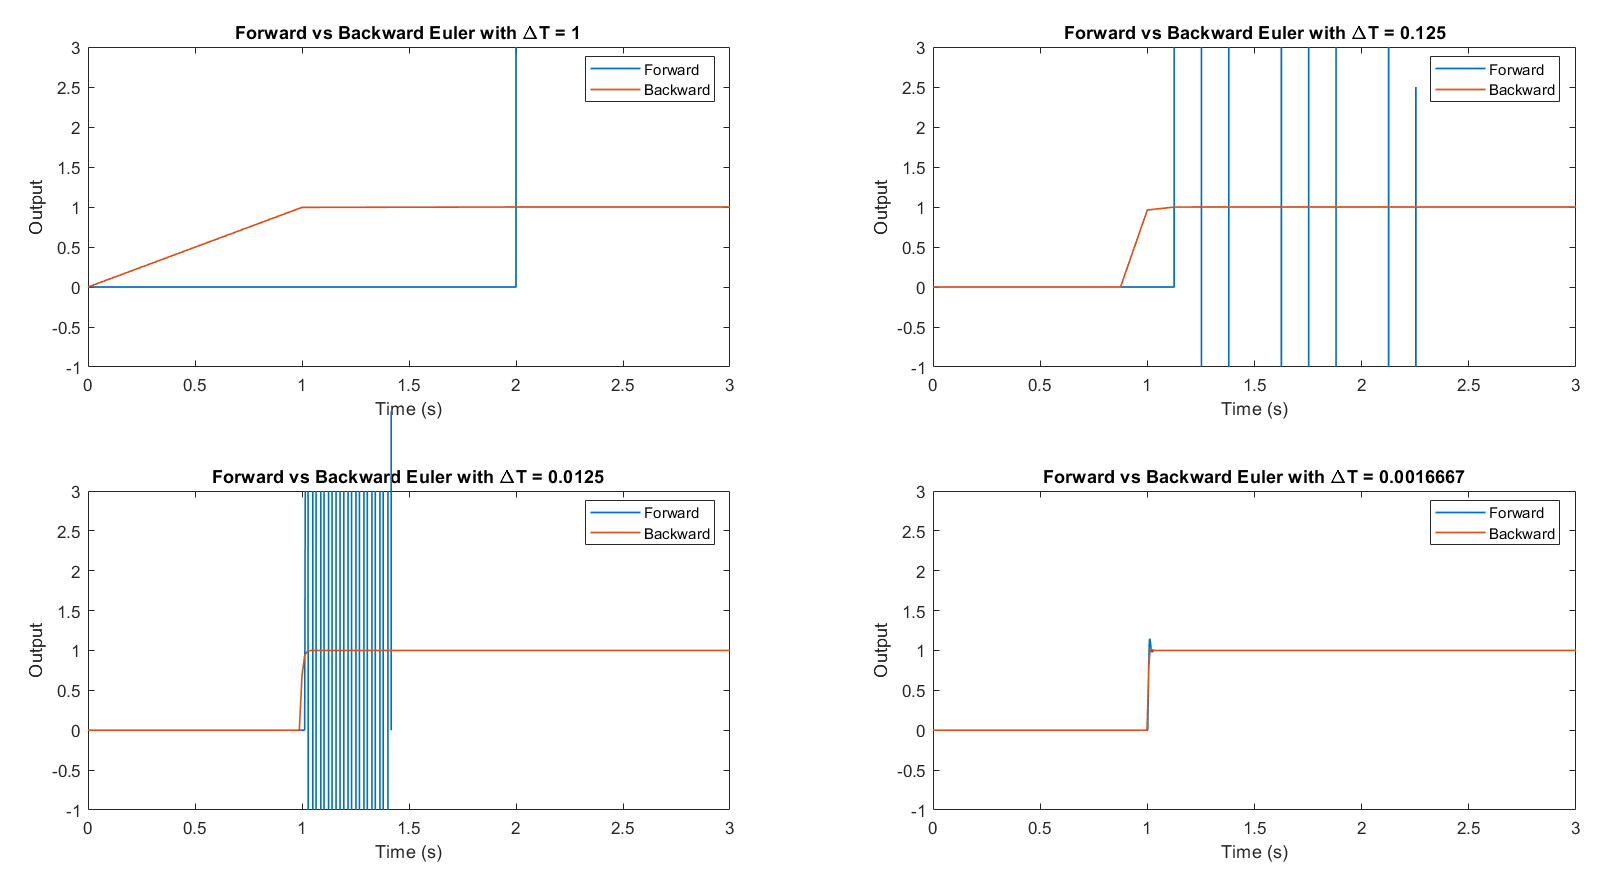 Forward vs Backward Euler with ΔT = 1
3
2.5
2
1.5
1
0.5
0
-0.5
-1
Output
0 0.5 1 1.5 2 2.5 3
Time (s)
Forward
Backward
Forward vs Backward Euler with ΔT = 0.125
3
2.5
2
1.5
1
0.5
0
-0.5
-1
Output
0 0.5 1 1.5 2 2.5 3
Time (s)
Forward
Backward
Forward vs Backward Euler with ΔT = 0.0125
3
2.5
2
1.5
1
0.5
0
-0.5
-1
Output
0 0.5 1 1.5 2 2.5 3
Time (s)
Forward
Backward
Forward vs Backward Euler with ΔT = 0.0016667
3
2.5
2
1.5
1
0.5
0
-0.5
-1
Output
0 0.5 1 1.5 2 2.5 3
Time (s)
Forward
Backward